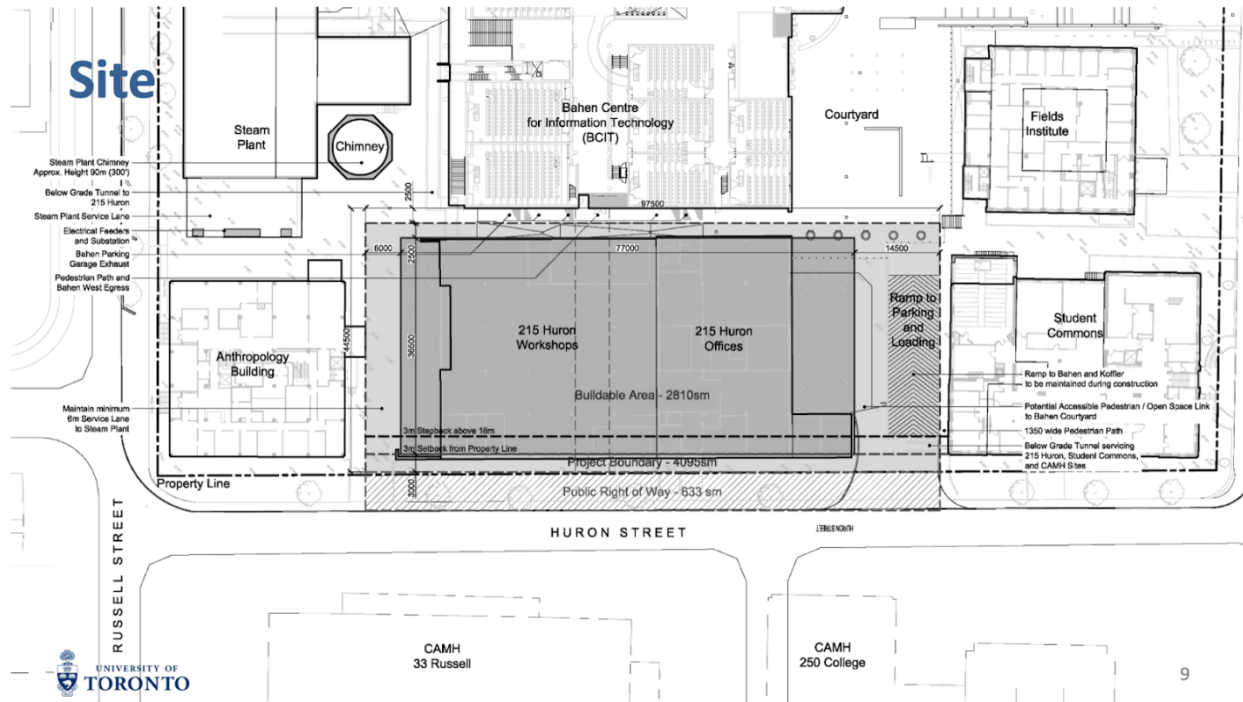 Site
Steam
Plant
Chimney
Bahen Centre
for Information Technology
(BCIT)
Courtyard
Fields
Institute
Steam Plant Chimney
Approx. Height 90m (300')
Below Grade Tunnel to
215 Huron
Steam Plant Service Lane
Electrical Feeders
and Substation
Bahen Parking
Garage Exhaust
Pedestrian Path and
Bahen West Egress
2500
97500
6000
2500
77000
14500
44500
36500
Anthropology
Building
215 Huron
Workshops
215 Huron
Offices
Ramp to
Parking
and
Loading
Student
Commons
Buildable Area - 2810sm
Maintain minimum
6m Service Lane
to Steam Plant
Ramp to Bahen and Koffler
to be maintained during construction
Potential Accessible Pedestrian / Open Space Link
to Bahen Courtyard
1350 wide Pedestrian Path
Below Grade Tunnel servicing
215 Huron, Student Commons,
and CAMH Sites
3m Stepback above 18m
3m Setback from Property Line
Project Boundary - 4095sm
3000
Property Line
Public Right of Way - 633 sm
HURON STREET
HURON STREET
RUSSELL STREET
CAMH
33 Russell
CAMH
250 College
UNIVERSITY OF
TORONTO
9